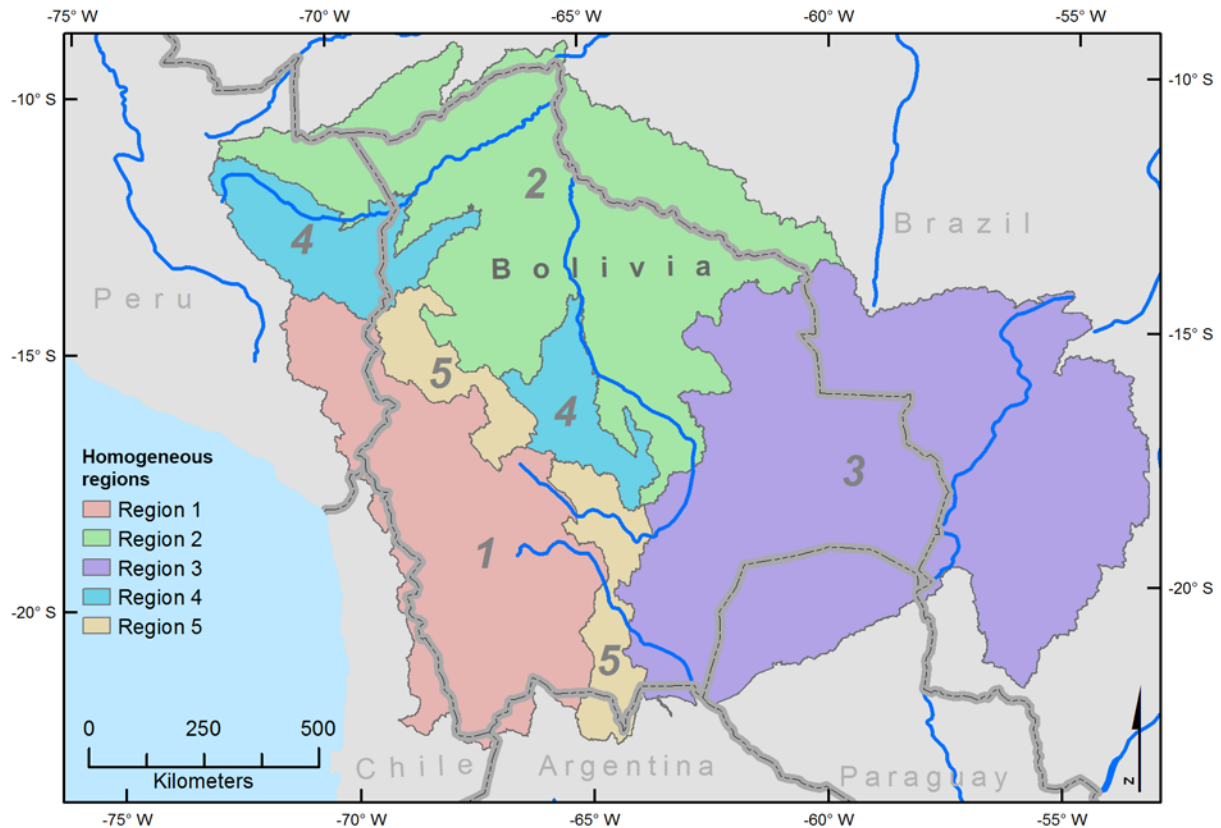 -75° W -70° W -65° W -60° W -55° W
-10° S -10° S
2
Brazil
4
Bolivia
Peru
-15° S -15° S
5
4
Homogeneous
regions
3
Region 1
Region 2
1
Region 3
Region 4
-20° S -20° S
Region 5
5
0 250 500
Kilometers
Chile Argentina Paraguay
N
-75° W -70° W -65° W -60° W -55° W